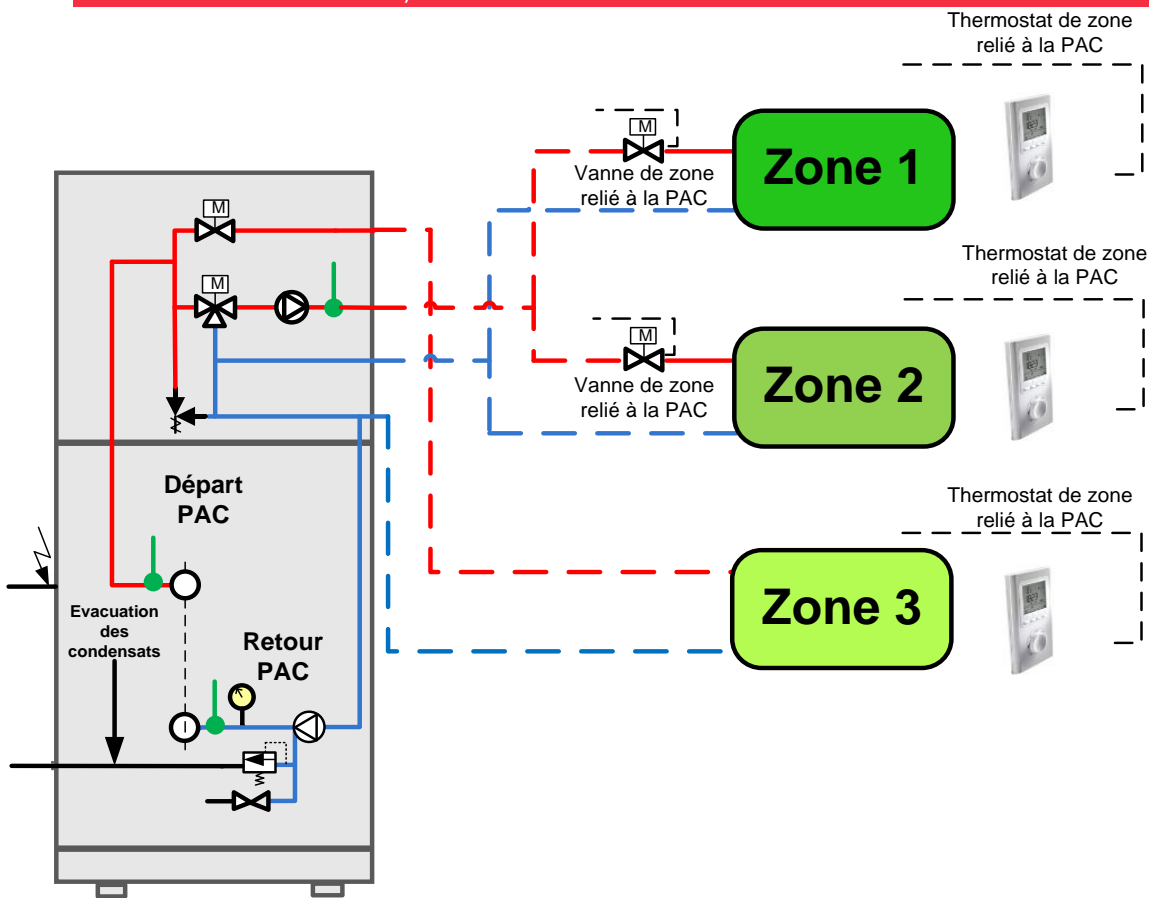 Thermostat de zone
relié à la PAC
M
Vanne de zone
relié à la PAC
Zone 1
M
M
Thermostat de zone
relié à la PAC
M
Vanne de zone
relié à la PAC
Zone 2
Départ
PAC
Thermostat de zone
relié à la PAC
Zone 3
Evacuation
des
condensats
Retour
PAC